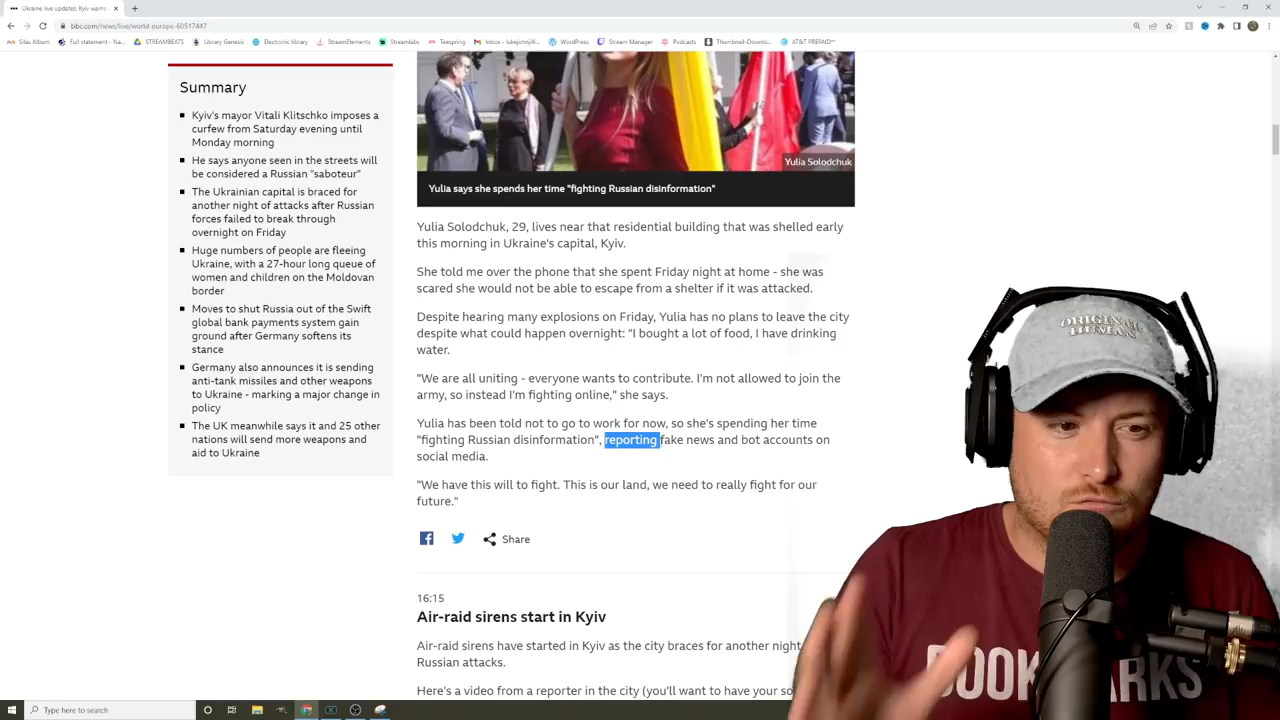 Ukraine live updates: Kyiv warns
bbc.com/news/live/world-europe-60517447
Silas Album
Full statement - Na...
STREAMBEATS
Library Genesis
Electronic library
StreamElements
Streamlabs
Teespring
Inbox - lukejohnjll...
WordPress
Stream Manager
Podcasts
Thumbnail-Downlo...
AT&T PREPAID℠
Summary
Kyiv's mayor Vitali Klitschko imposes a
curfew from Saturday evening until
Monday morning
He says anyone seen in the streets will
be considered a Russian "saboteur"
The Ukrainian capital is braced for
another night of attacks after Russian
forces failed to break through
overnight on Friday
Huge numbers of people are fleeing
Ukraine, with a 27-hour long queue of
women and children on the Moldovan
border
Moves to shut Russia out of the Swift
global bank payments system gain
ground after Germany softens its
stance
Germany also announces it is sending
anti-tank missiles and other weapons
to Ukraine - marking a major change in
policy
The UK meanwhile says it and 25 other
nations will send more weapons and
aid to Ukraine
Yulia Solodchuk
Yulia says she spends her time "fighting Russian disinformation"
Yulia Solodchuk, 29, lives near that residential building that was shelled early
this morning in Ukraine's capital, Kyiv.
She told me over the phone that she spent Friday night at home - she was
scared she would not be able to escape from a shelter if it was attacked.
Despite hearing many explosions on Friday, Yulia has no plans to leave the city
despite what could happen overnight: "I bought a lot of food, I have drinking
water.
"We are all uniting - everyone wants to contribute. I'm not allowed to join the
army, so instead I'm fighting online," she says.
Yulia has been told not to go to work for now, so she's spending her time
"fighting Russian disinformation", reporting fake news and bot accounts on
social media.
"We have this will to fight. This is our land, we need to really fight for our
future."
Share
16:15
Air-raid sirens start in Kyiv
Air-raid sirens have started in Kyiv as the city braces for another night
Russian attacks.
Here's a video from a reporter in the city (you'll want to have your so
ORIGINAL
HUMAN
Type here to search